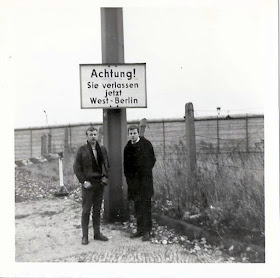 Achtung!
Sie verlassen
jetzt
West-Berlin